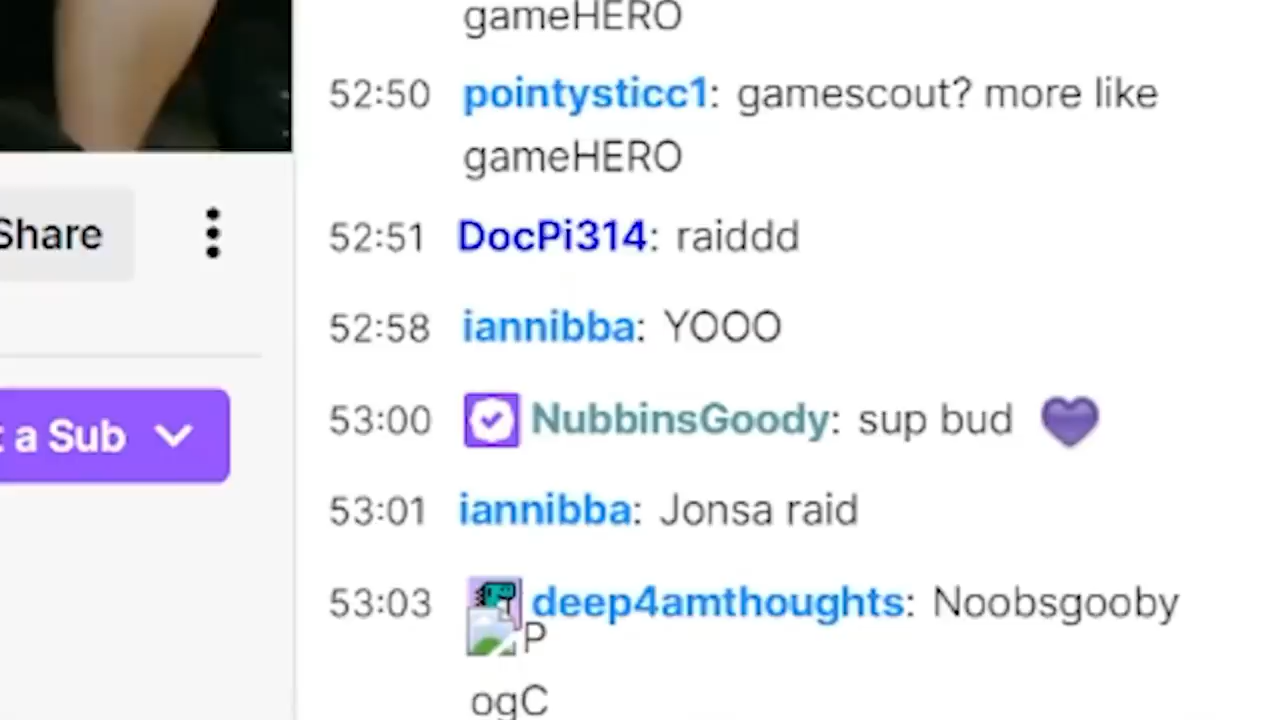 gameHERO
52:50 pointysticc1: gamescout? more like
gameHERO
Share
52:51 DocPi314: raiddd
52:58 iannibba: YOOO
a Sub
53:00 NubbinsGoody: sup bud 💜
53:01 iannibba: Jonsa raid
53:03 deep4amthoughts: Noobsgooby
P
ogC